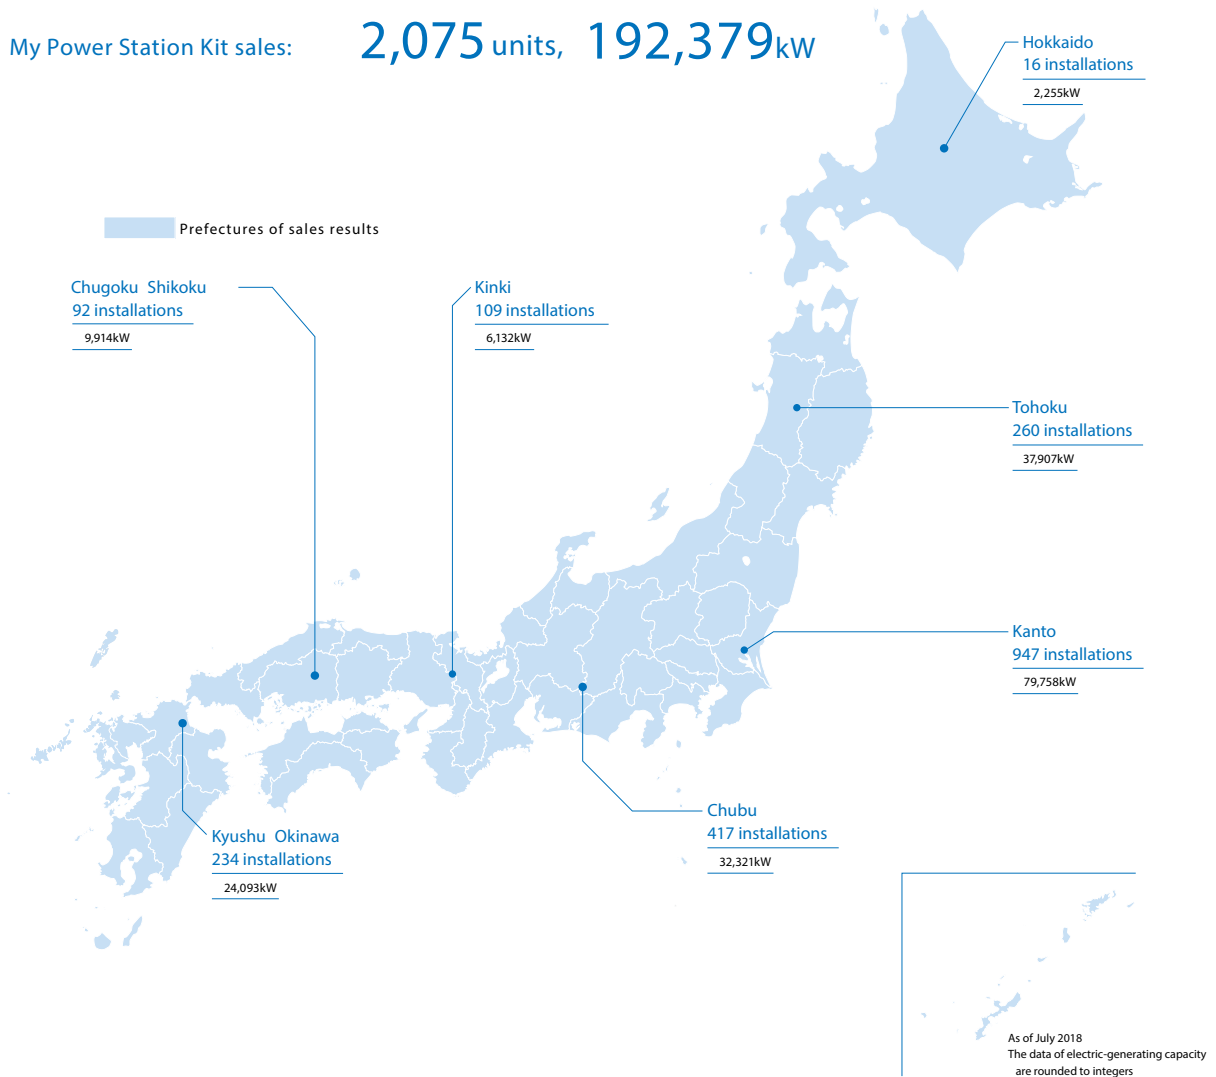 My Power Station Kit sales: 2,075 units, 192,379kW
Hokkaido
16 installations
2,255kW
Prefectures of sales results
Chugoku Shikoku
92 installations
9,914kW
Kinki
109 installations
6,132kW
Tohoku
260 installations
37,907kW
Kanto
947 installations
79,758kW
Chubu
417 installations
32,321kW
Kyushu Okinawa
234 installations
24,093kW
As of July 2018
The data of electric-generating capacity
are rounded to integers